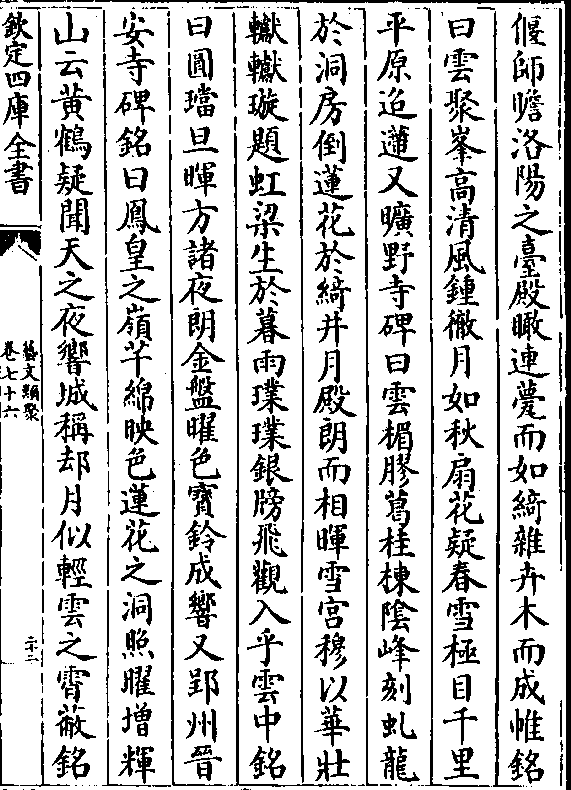 偃師瞻洛陽之臺殿瞰連甍而如綺雜卉木而成帷銘
曰雲聚峯高清風鍾徹月如秋扇花疑春雪極目千里
平原迢遰又曠野寺碑曰雲楣膠葛桂棟陰峰刻虬龍
於洞房倒蓮花於綺井月殿朗而相暉雪宮穆以華壯
轥轥璇題虹梁生於暮雨璞璞銀牓飛觀入乎雲中銘
曰圓璫旦暉方諸夜朗金盤曜色寶鈴成響又郢州晉
安寺碑銘曰鳳皇之嶺芊綿映色蓮花之洞照曜增輝
山云黃鶴疑聞天之夜響城稱却月似輕雲之霄蔽銘
欽定四庫全書
藝文類聚
卷七十六
二十二